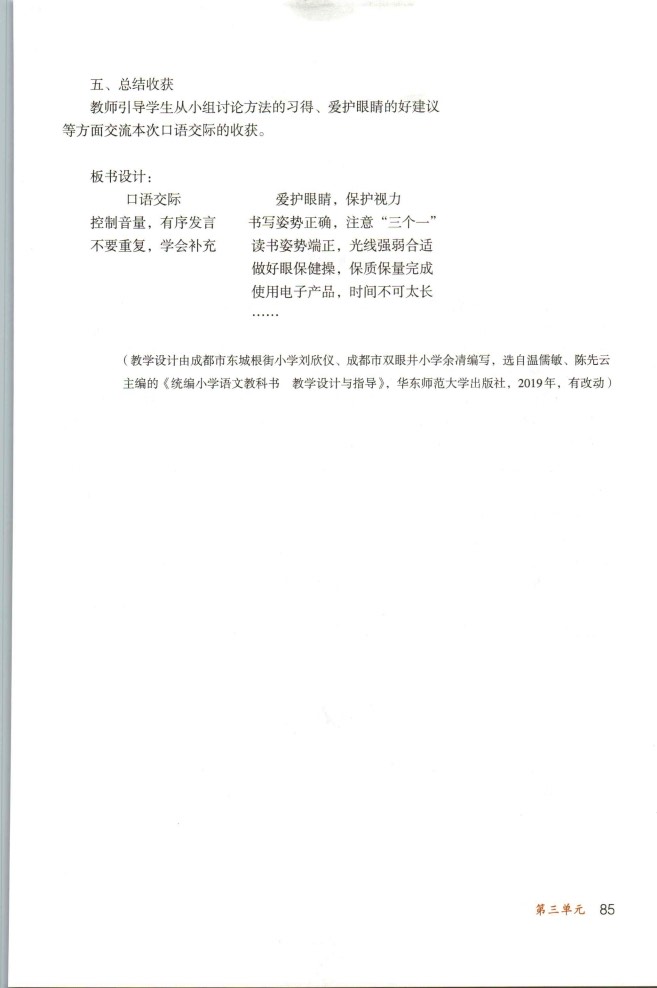 五、总结收获
教师引导学生从小组讨论方法的习得、爱护眼睛的好建议
等方面交流本次口语交际的收获。
板书设计：
口语交际 爱护眼睛，保护视力
控制音量，有序发言 书写姿势正确，注意“三个一”
不要重复，学会补充 读书姿势端正，光线强弱合适
做好眼保健操，保质保量完成
使用电子产品，时间不可太长
……
（教学设计由成都市东城根街小学刘欣仪、成都市双眼井小学余凊编写，选自温儒敏、陈先云
主编的《统编小学语文教科书 教学设计与指导》，华东师范大学出版社，2019年，有改动）
第三单元 85